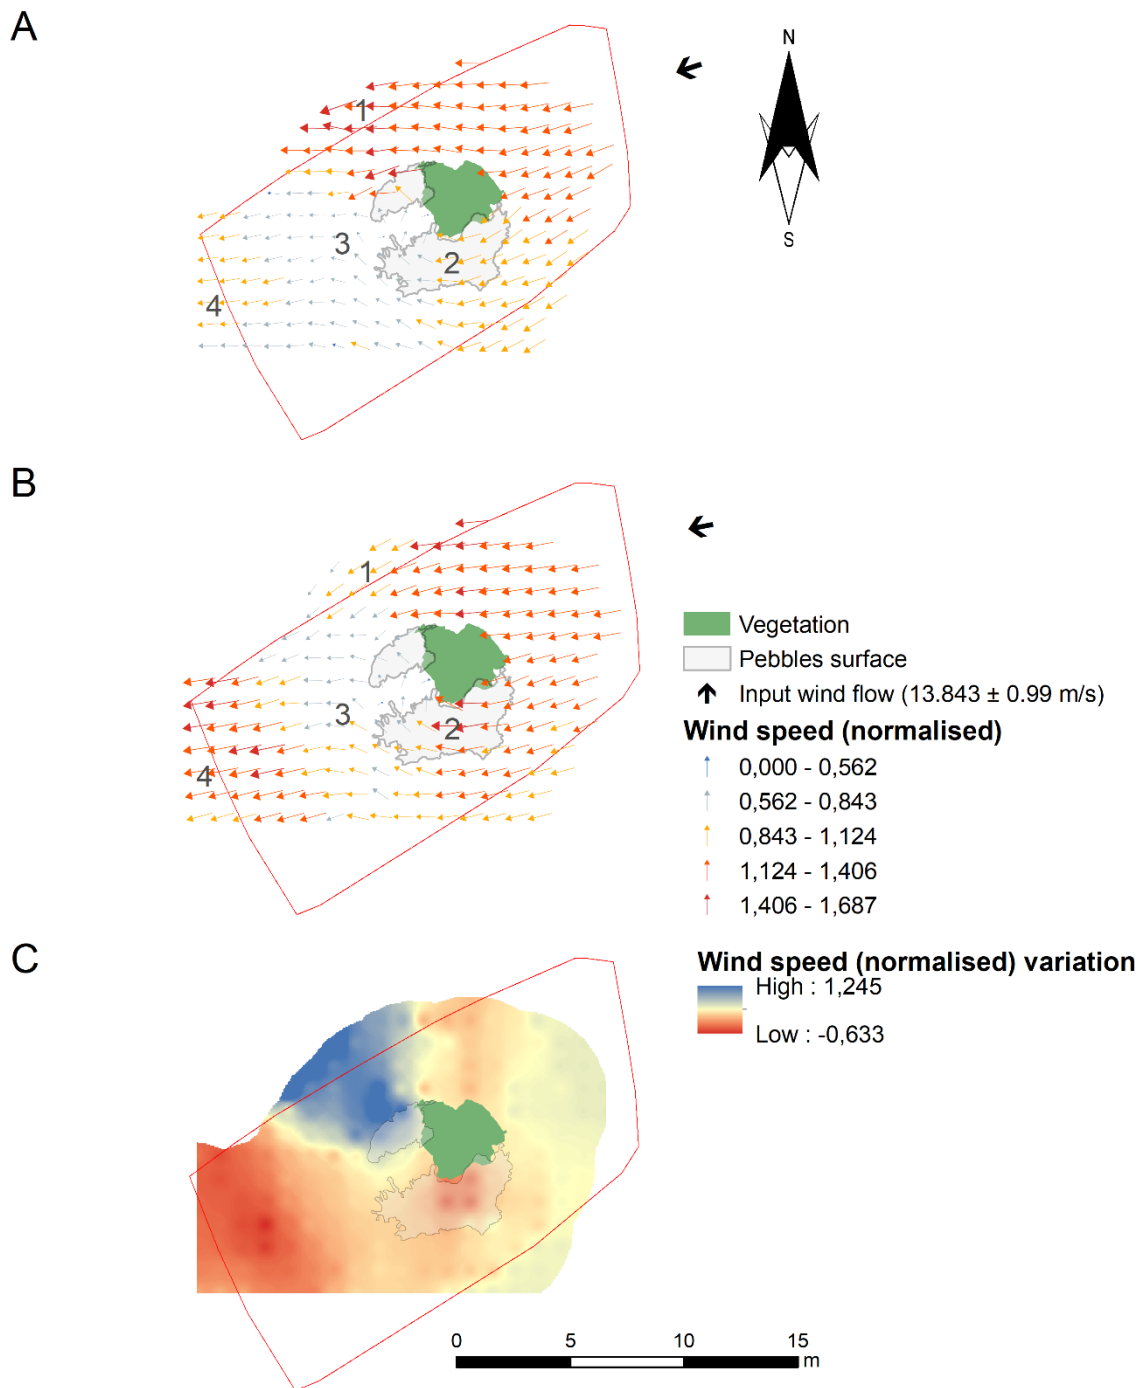 A
N
S
1
2
3
4
B
1
2
3
4
Vegetation
Pebbles surface
Input wind flow (13.843 ± 0.99 m/s)
Wind speed (normalised)
0,000 - 0,562
0,562 - 0,843
0,843 - 1,124
1,124 - 1,406
1,406 - 1,687
C
Wind speed (normalised) variation
High : 1,245
Low : -0,633
0 5 10 15
m